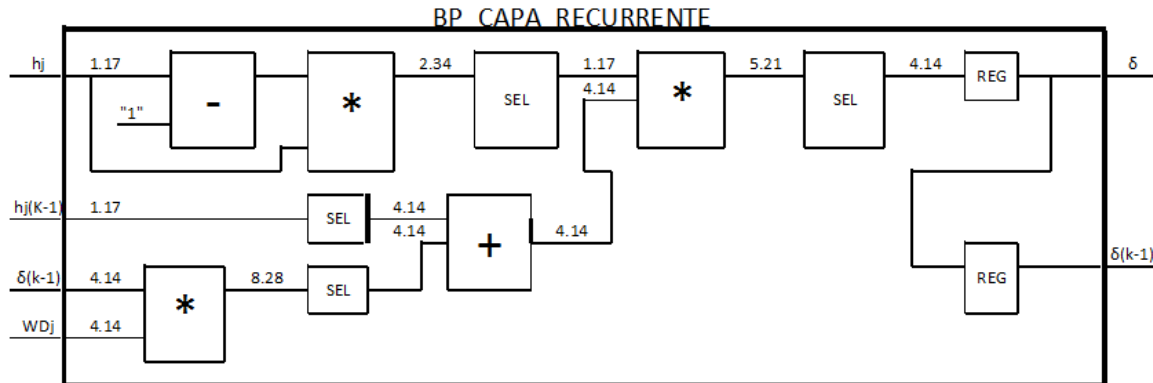 BP CAPA RECURRENTE
hj 1.17 2.34 1.17 5.21 4.14 δ
4.14
"1" - * SEL * SEL REG
hj(K-1) 1.17 SEL 4.14
4.14 + 4.14
δ(k-1) 4.14 8.28 SEL REG δ(k-1)
*
WDj 4.14